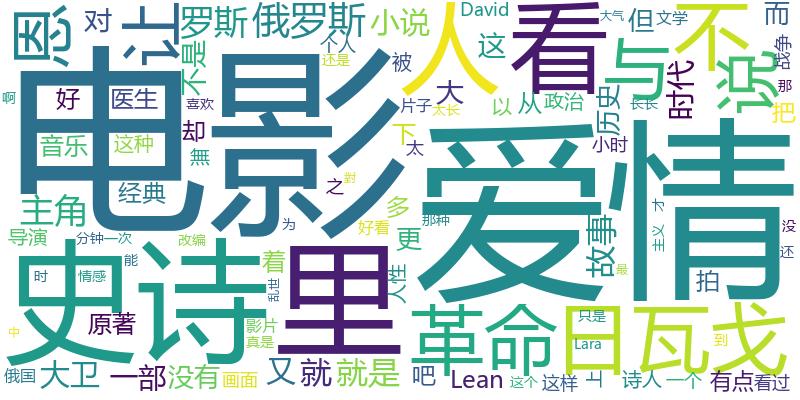 恩
对
让
罗斯
俄罗斯
小说
David
人
这
看
大气
但
文学
不
而
战争
不是
个人
还是
被
与
说
时代
那
啊
电影
好
医生
喜欢
片子
大
太长
以
从
政治
历史
长长
把
音乐
这种
却
無
下
太
小时
爱情
经典
之
對
主角
为
多
好看
那种
故事
才
没
导演
分钟
一次
改编
更
主义
还
史诗
能
着
里
人性
拍
时
情感
乱世
最
原著
影片
真是
革命
日瓦戈
只是
到
中
Lara
俄国
大卫
一部
没有
画面
又
就
就是
吧
Lean
这个
这样
上
诗人
一个
有点
看过